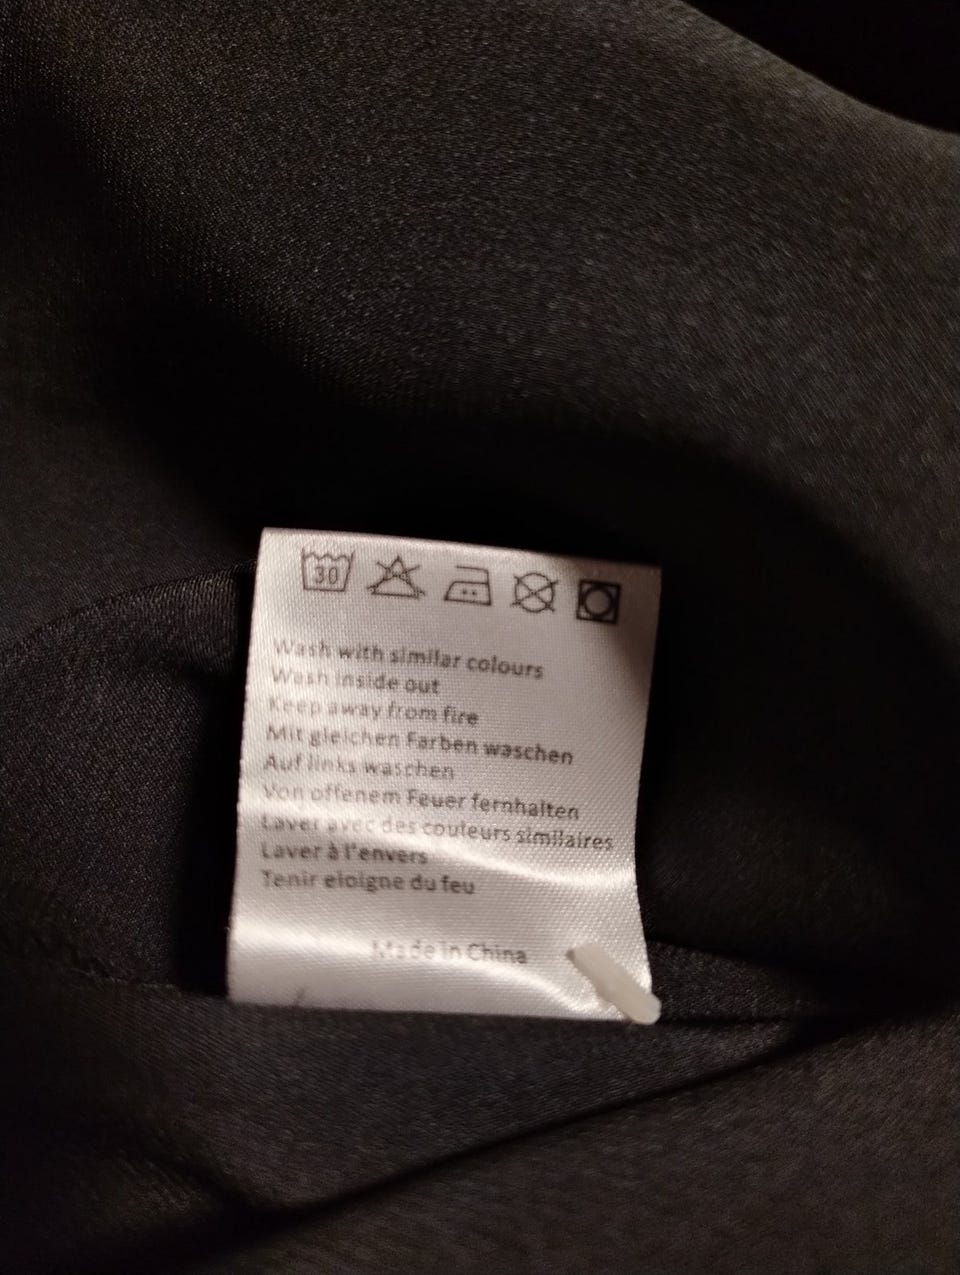 30
Wash with similar colours
Wash inside out
Keep away from fire
Mit gleichen Farben waschen
Auf links waschen
Von offenem Feuer fernhalten
Laver avec des couleurs similaires
Laver à l'envers
Tenir eloigne du feu
Made in China